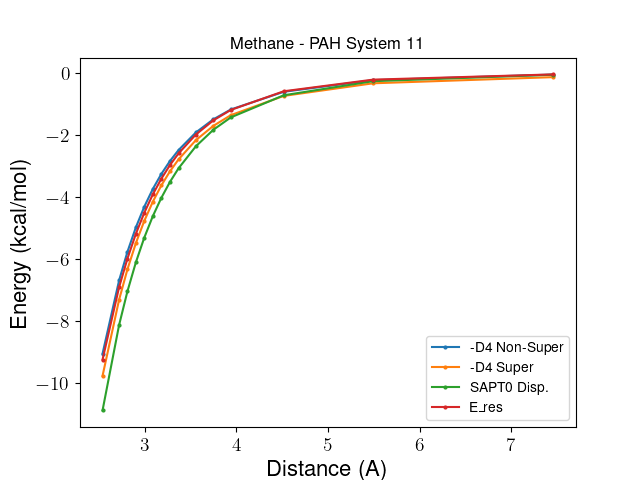 Methane - PAH System 11
Energy (kcal/mol)
0
−2
−4
−6
−8
−10
-D4 Non-Super
-D4 Super
SAPT0 Disp.
E_res
3 4 5 6 7
Distance (A)